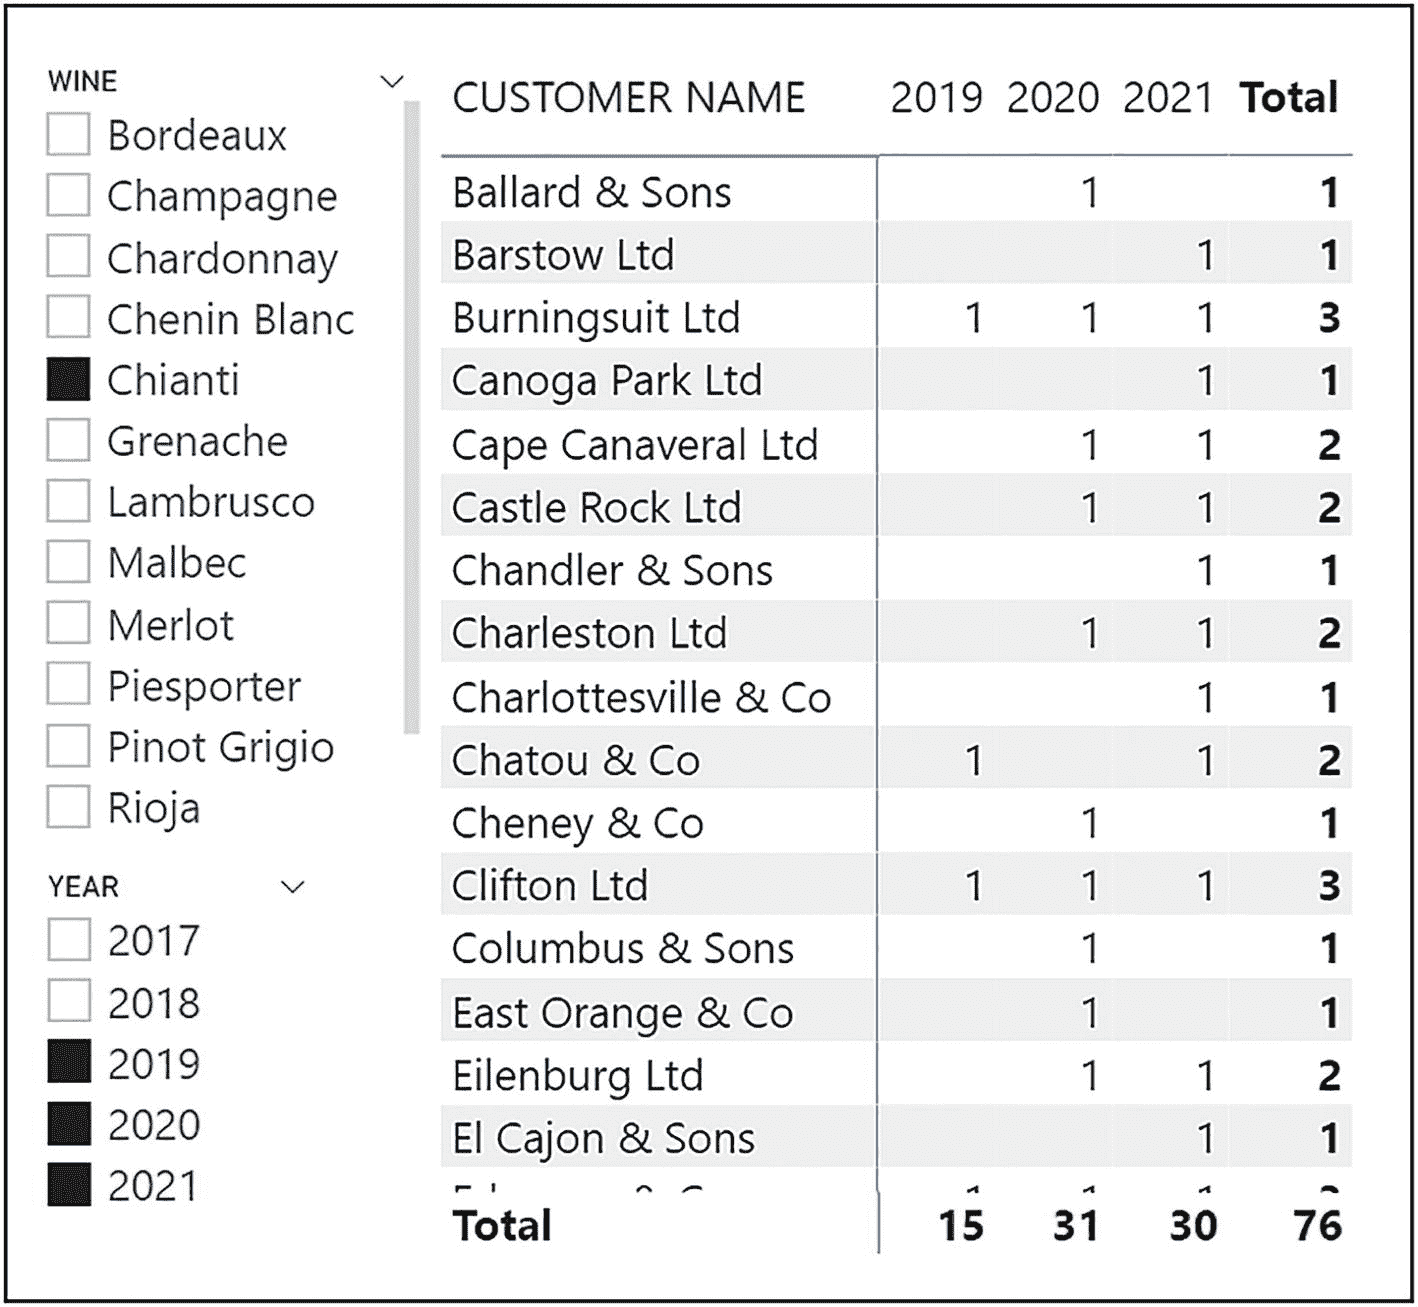 WINE
Bordeaux
Champagne
Chardonnay
Chenin Blanc
Chianti
Grenache
Lambrusco
Malbec
Merlot
Piesporter
Pinot Grigio
Rioja
YEAR
2017
2018
2019
2020
2021
CUSTOMER NAME 2019 2020 2021 Total
Ballard & Sons 1 1
Barstow Ltd 1 1
Burningsuit Ltd 1 1 1 3
Canoga Park Ltd 1 1
Cape Canaveral Ltd 1 1 2
Castle Rock Ltd 1 1 2
Chandler & Sons 1 1
Charleston Ltd 1 1 2
Charlottesville & Co 1 1
Chatou & Co 1 1 2
Cheney & Co 1 1
Clifton Ltd 1 1 1 3
Columbus & Sons 1 1
East Orange & Co 1 1
Eilenburg Ltd 1 1 2
El Cajon & Sons 1 1
Total 15 31 30 76